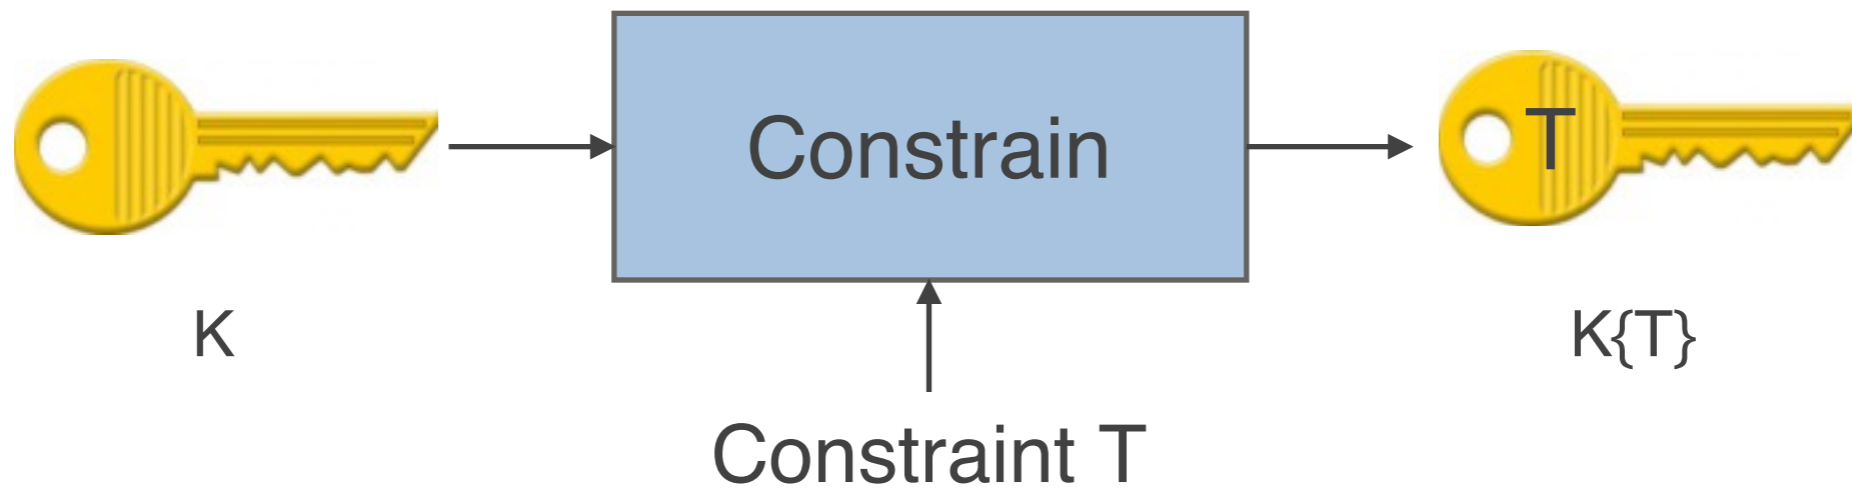 Constrain
T
K
K{T}
Constraint T